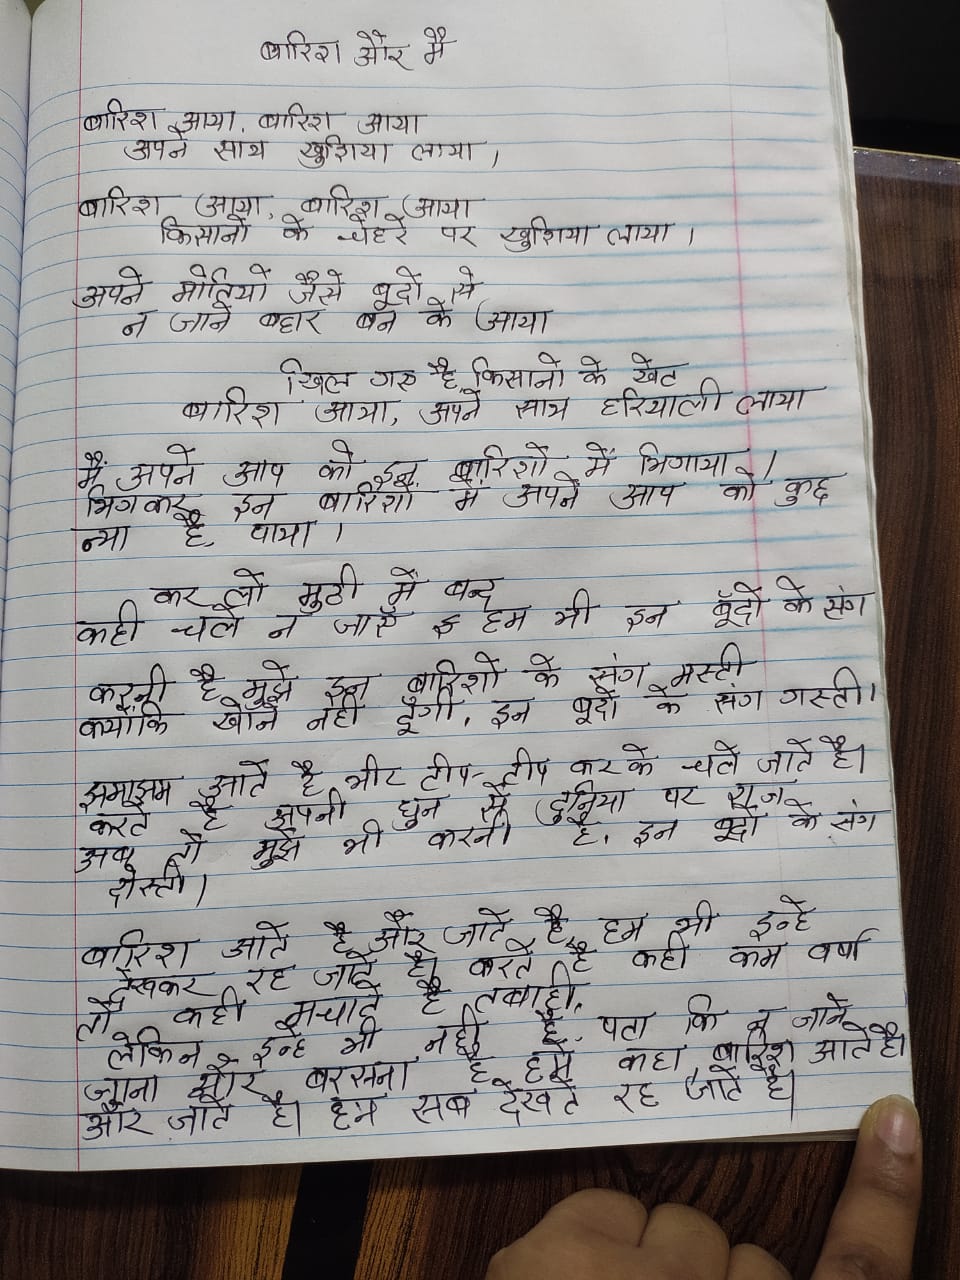 बारिश और मै
बारिश आया, बारिश आया
अपने साथ खुशिया लाया ,
बारिश आया, बारिश आया
किसानो के चेहरे पर खुशिया लाया ।
अपने मोतियों जैसे बूदों से
न जाने बहार बन के आया
खिल गए है किसानो के खेत
बारिश आया, अपने साथ हरियाली लाया
मैं अपने आप को इन बारिशों में भिगाया ।
भिगकर इन बारिशों में अपने आप को कुछ
न्या है पाया ।
कर लो मुठी में बन्द
कही चले न जाए हम भी इन बूँदों के संग
करनी है मुझे इन बारिशो के संग मस्ती
क्योंकि खोने नहीं दूँगी, इन बूदों के संग गस्ती।
झमाझम आते है और टीप-टीप कर के चले जाते है।
करते है अपनी धुन से दुनिया पर राज
अब तो मुझे भी करनी है, इन बूदों के संग
दोस्ती।
बारिश आते है और जाते है, हम भी इन्हे
देखकर रह जाते है। करते है कही कम वर्षा
तो कही मचाते है तबाही,
लेकिन इन्हे भी नही है पता कि न जाने
जाना और बरसना है हमे कहा, बारिश आते है।
और जाते है। हम सब देखते रह जाते है।